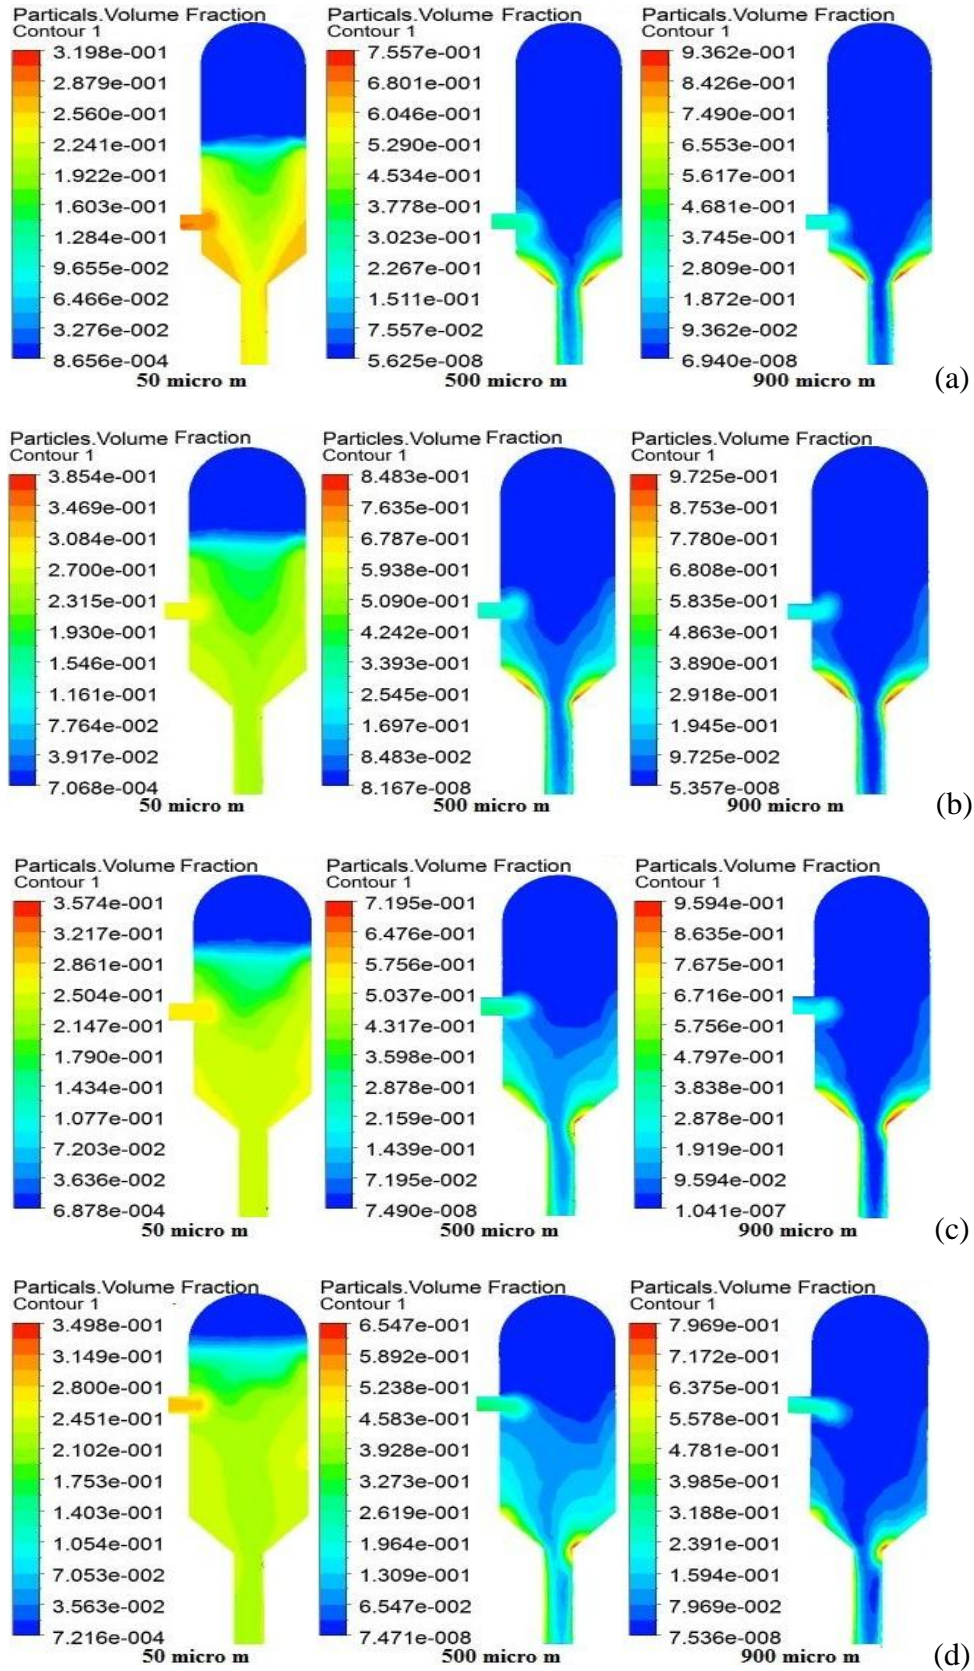 Particals.Volume Fraction
Contour 1
3.198e-001
2.879e-001
2.560e-001
2.241e-001
1.922e-001
1.603e-001
1.284e-001
9.655e-002
6.466e-002
3.276e-002
8.656e-004
50 micro m
Particals.Volume Fraction
Contour 1
7.557e-001
6.801e-001
6.046e-001
5.290e-001
4.534e-001
3.778e-001
3.023e-001
2.267e-001
1.511e-001
7.557e-002
5.625e-008
500 micro m
Particals.Volume Fraction
Contour 1
9.362e-001
8.426e-001
7.490e-001
6.553e-001
5.617e-001
4.681e-001
3.745e-001
2.809e-001
1.872e-001
9.362e-002
6.940e-008
900 micro m
(a)
Particles.Volume Fraction
Contour 1
3.854e-001
3.469e-001
3.084e-001
2.700e-001
2.315e-001
1.930e-001
1.546e-001
1.161e-001
7.764e-002
3.917e-002
7.068e-004
50 micro m
Particles.Volume Fraction
Contour 1
8.483e-001
7.635e-001
6.787e-001
5.938e-001
5.090e-001
4.242e-001
3.393e-001
2.545e-001
1.697e-001
8.483e-002
8.167e-008
500 micro m
Particles.Volume Fraction
Contour 1
9.725e-001
8.753e-001
7.780e-001
6.808e-001
5.835e-001
4.863e-001
3.890e-001
2.918e-001
1.945e-001
9.725e-002
5.357e-008
900 micro m
(b)
Particals.Volume Fraction
Contour 1
3.574e-001
3.217e-001
2.861e-001
2.504e-001
2.147e-001
1.790e-001
1.434e-001
1.077e-001
7.203e-002
3.636e-002
6.878e-004
50 micro m
Particals.Volume Fraction
Contour 1
7.195e-001
6.476e-001
5.756e-001
5.037e-001
4.317e-001
3.598e-001
2.878e-001
2.159e-001
1.439e-001
7.195e-002
7.490e-008
500 micro m
Particals.Volume Fraction
Contour 1
9.594e-001
8.635e-001
7.675e-001
6.716e-001
5.756e-001
4.797e-001
3.838e-001
2.878e-001
1.919e-001
9.594e-002
1.041e-007
900 micro m
(c)
Particals.Volume Fraction
Contour 1
3.498e-001
3.149e-001
2.800e-001
2.451e-001
2.102e-001
1.753e-001
1.403e-001
1.054e-001
7.053e-002
3.563e-002
7.216e-004
50 micro m
Particals.Volume Fraction
Contour 1
6.547e-001
5.892e-001
5.238e-001
4.583e-001
3.928e-001
3.273e-001
2.619e-001
1.964e-001
1.309e-001
6.547e-002
7.471e-008
500 micro m
Particals.Volume Fraction
Contour 1
7.969e-001
7.172e-001
6.375e-001
5.578e-001
4.781e-001
3.985e-001
3.188e-001
2.391e-001
1.594e-001
7.969e-002
7.536e-008
900 micro m
(d)